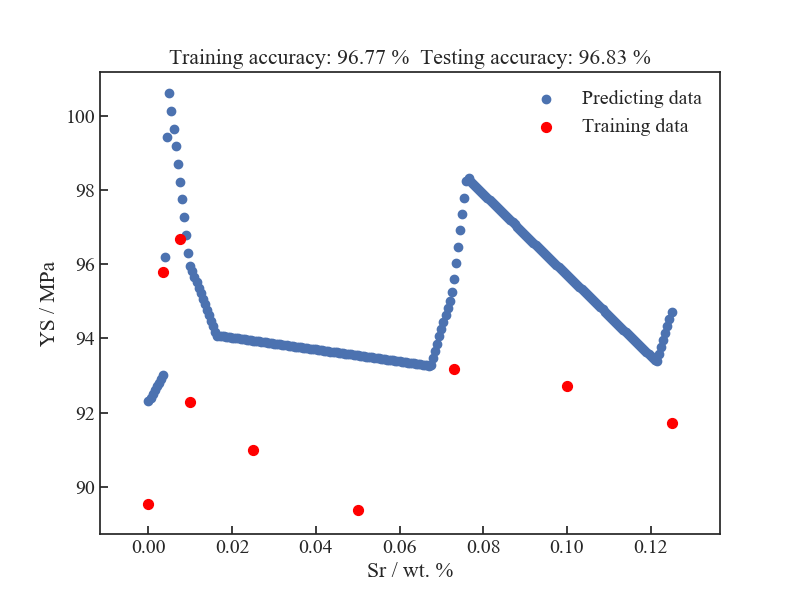 Training accuracy: 96.77 %  Testing accuracy: 96.83 %
Predicting data
Training data
100
98
96
94
92
90
YS / MPa
0.00 0.02 0.04 0.06 0.08 0.10 0.12
Sr / wt. %